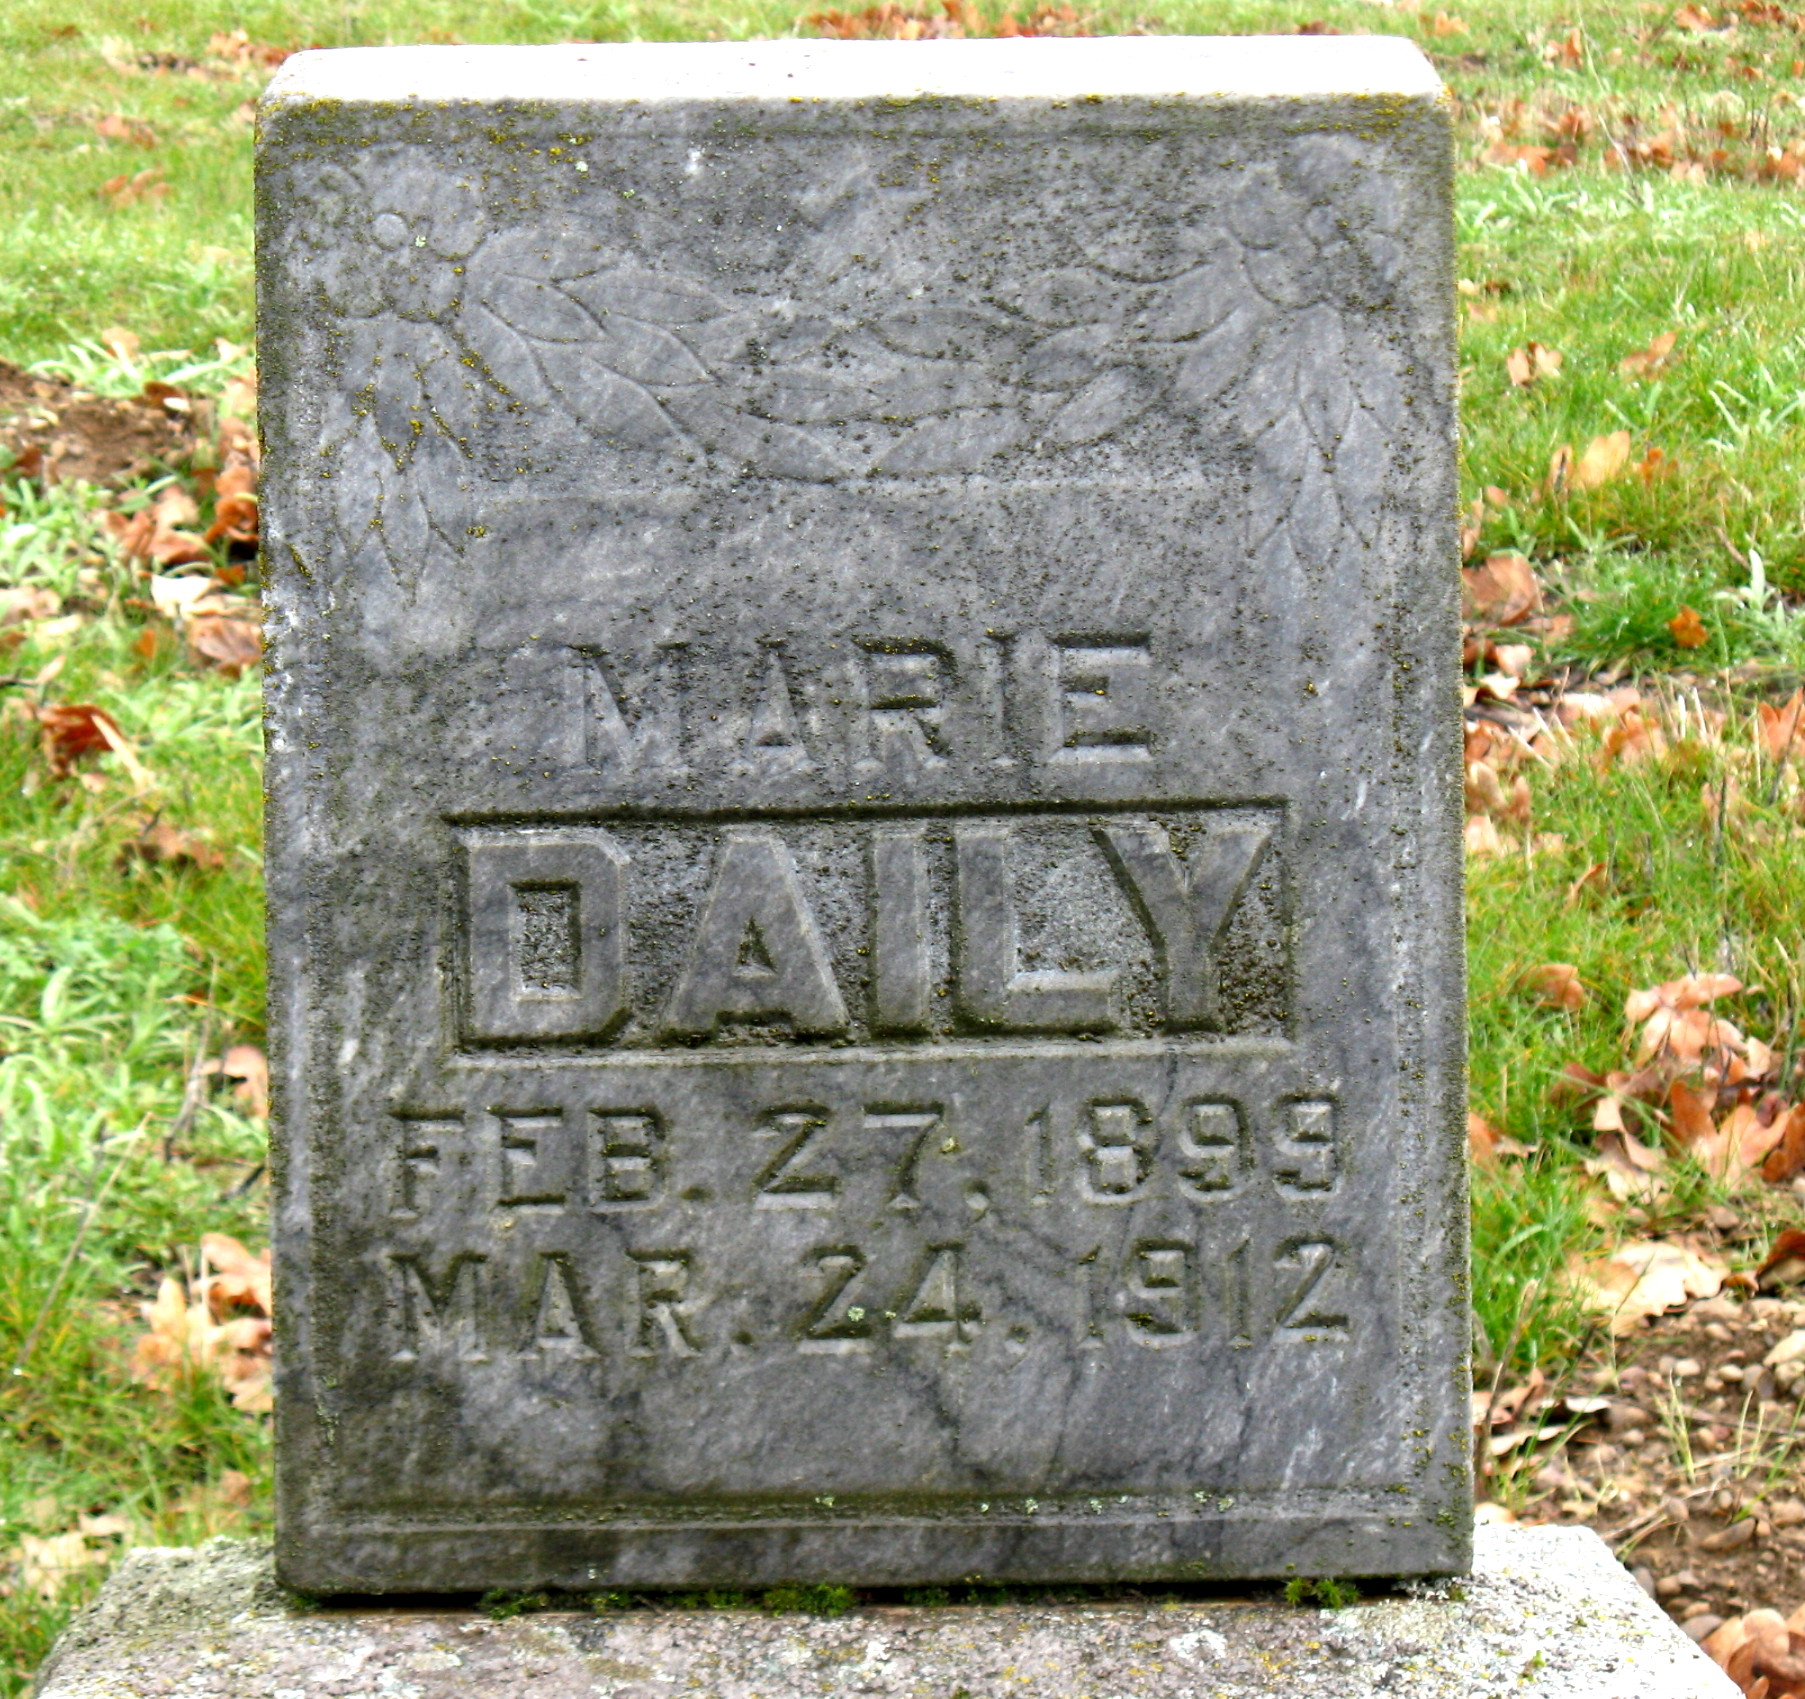 MARIE
DAILY
FEB. 27, 1899
MAR. 24. 1912